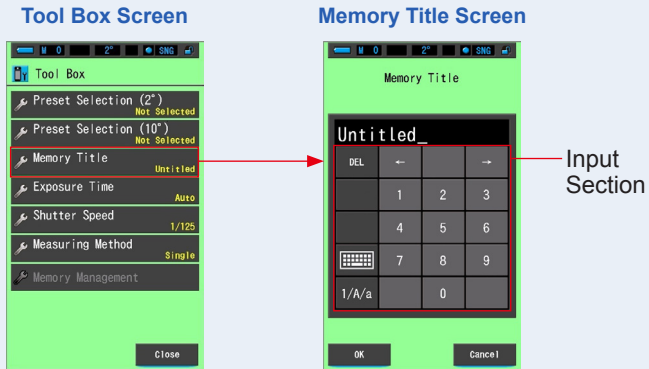 Tool Box Screen
M 0 2° SNG
Tool Box
Preset Selection (2°)
Not Selected
Preset Selection (10°)
Not Selected
Memory Title
Untitled
Exposure Time
Auto
Shutter Speed
1/125
Measuring Method
Single
Memory Management
Close
Memory Title Screen
M 0 2° SNG
Memory Title
Untitled_
DEL ← →
1 2 3
4 5 6
7 8 9
1/A/a 0
OK Cancel
Input
Section